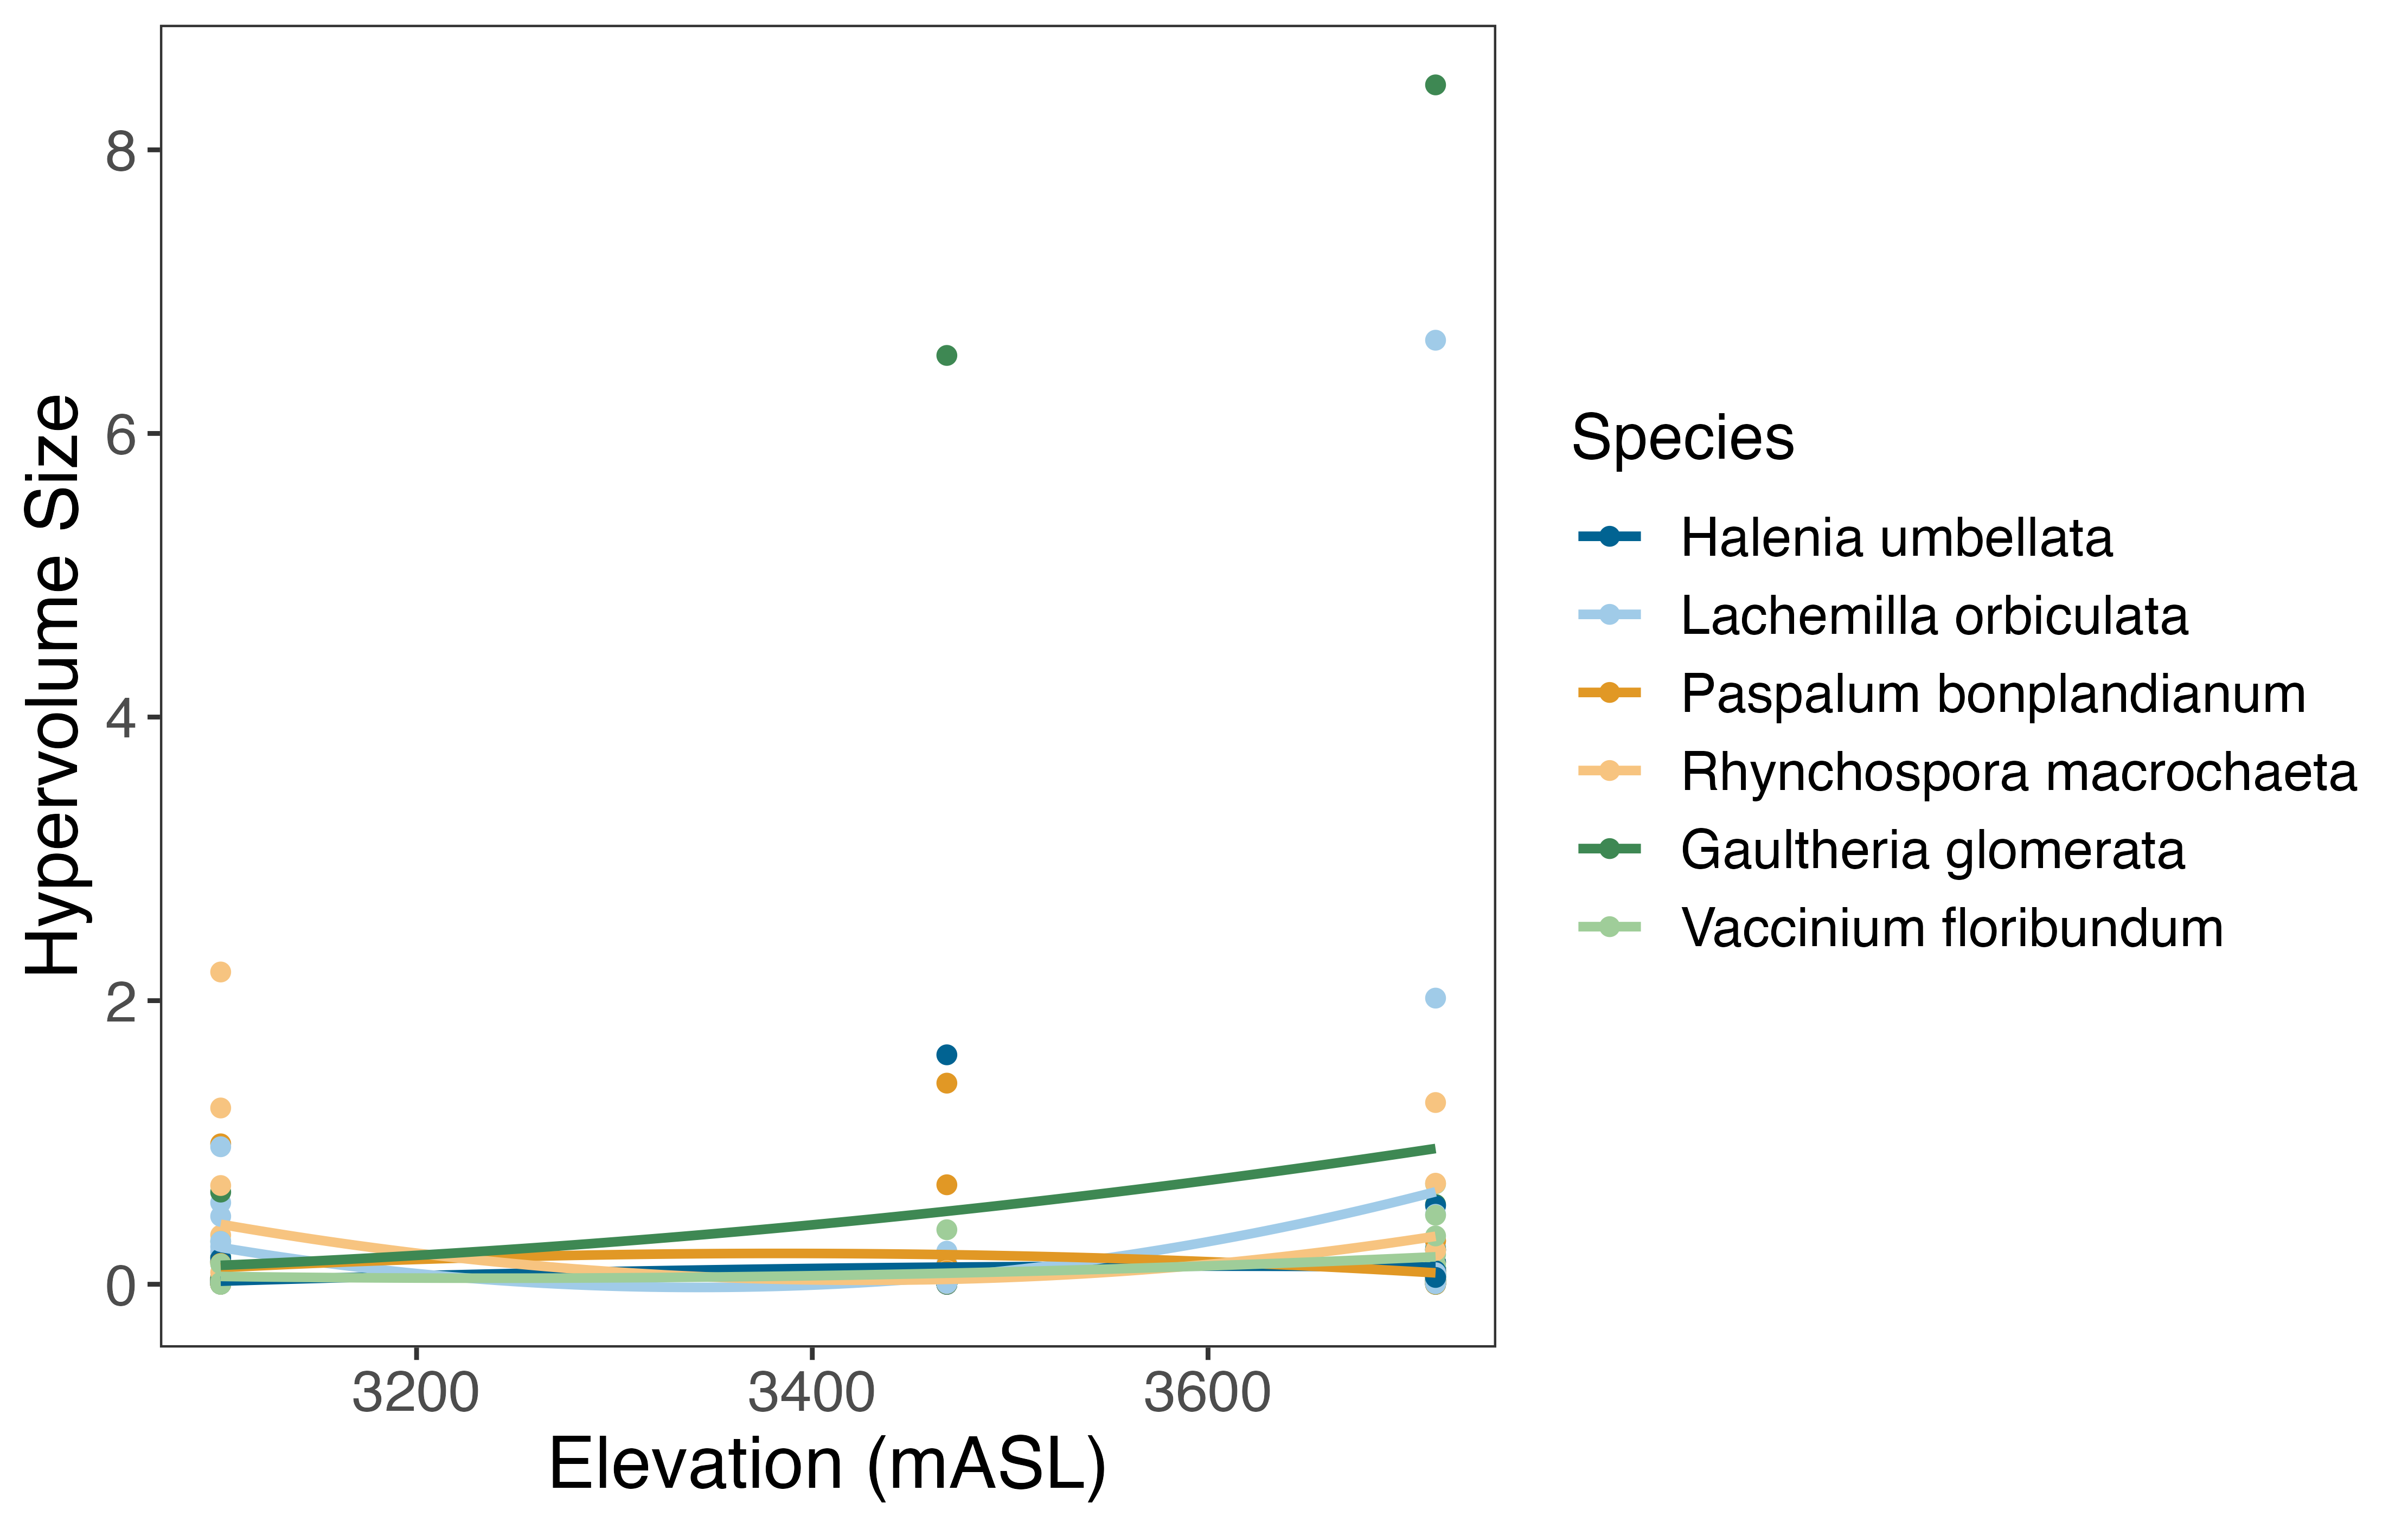 Hypervolume Size
8
6
4
2
0
3200 3400 3600
Elevation (mASL)
Species
Halenia umbellata
Lachemilla orbiculata
Paspalum bonplandianum
Rhynchospora macrochaeta
Gaultheria glomerata
Vaccinium floribundum